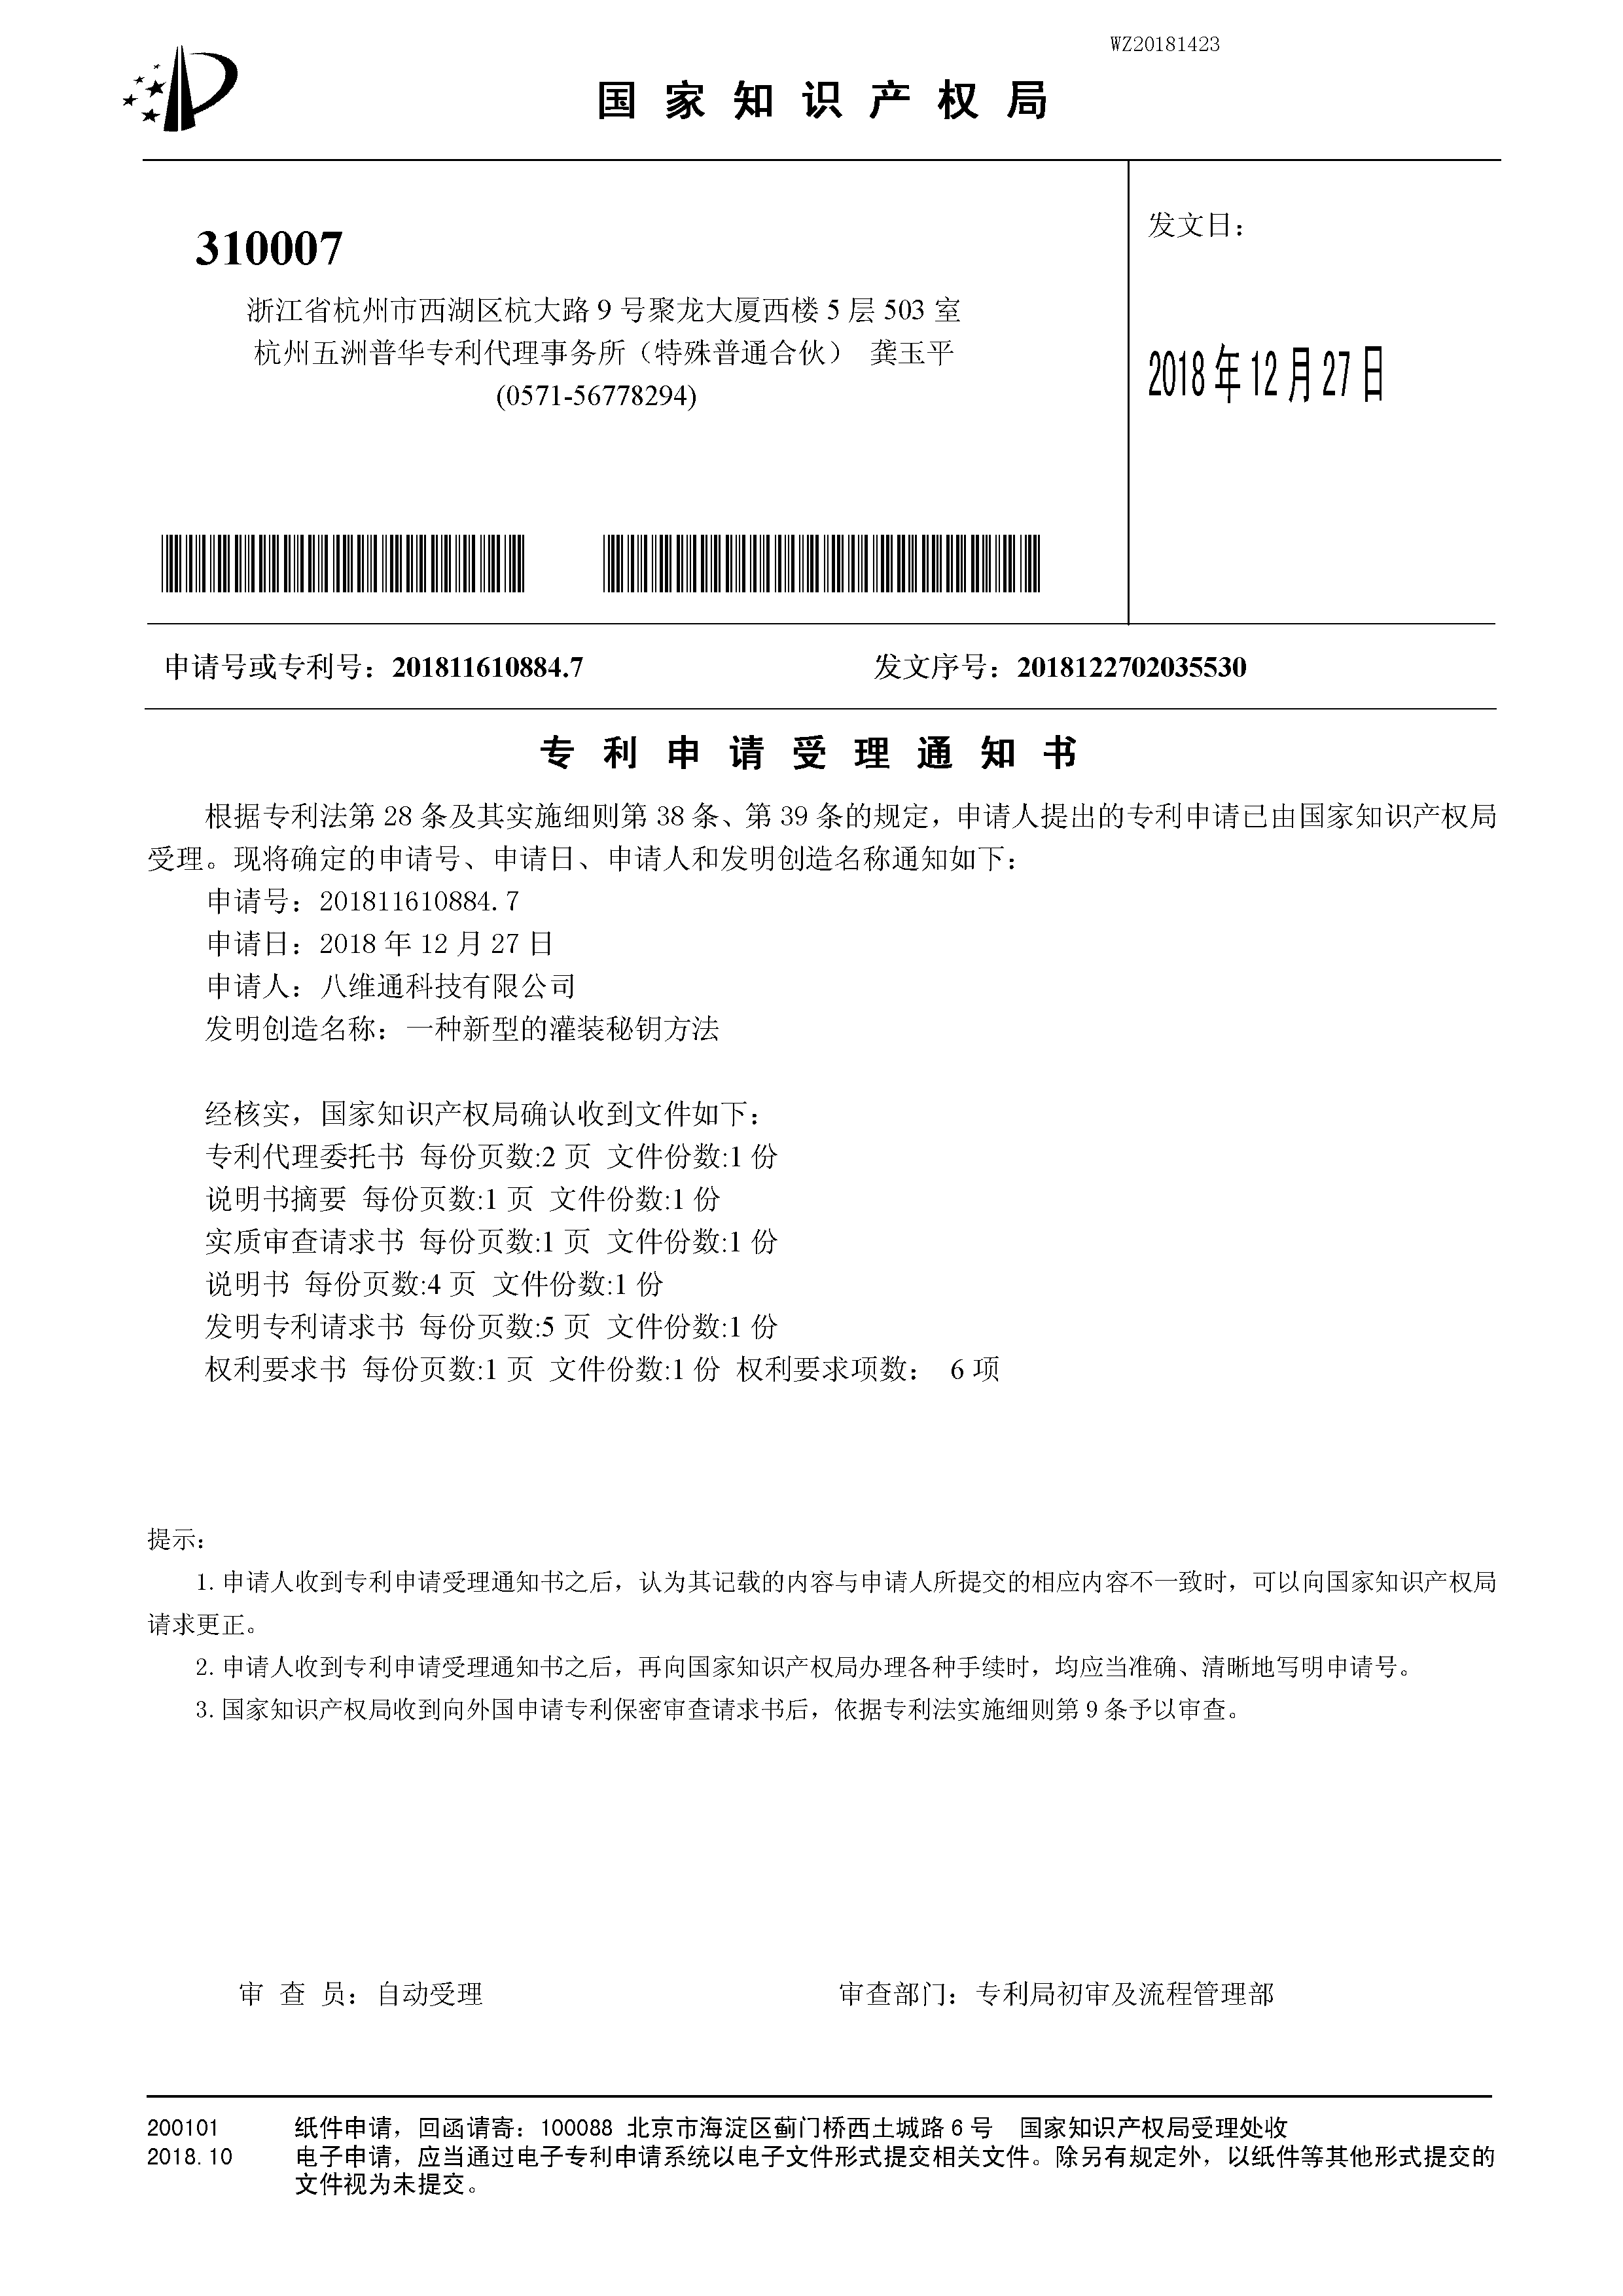 WZ20181423
国家知识产权局
310007
浙江省杭州市西湖区杭大路 9 号聚龙大厦西楼 5 层 503 室
杭州五洲普华专利代理事务所（特殊普通合伙） 龚玉平
(0571-56778294)
发文日：
2018 年 12 月 27 日
申请号或专利号：201811610884.7
发文序号：2018122702035530
专利申请受理通知书
根据专利法第 28 条及其实施细则第 38 条、第 39 条的规定，申请人提出的专利申请已由国家知识产权局
受理。现将确定的申请号、申请日、申请人和发明创造名称通知如下：
申请号：201811610884.7
申请日：2018 年 12 月 27 日
申请人：八维通科技有限公司
发明创造名称：一种新型的灌装秘钥方法
经核实，国家知识产权局确认收到文件如下：
专利代理委托书 每份页数:2 页 文件份数:1 份
说明书摘要 每份页数:1 页 文件份数:1 份
实质审查请求书 每份页数:1 页 文件份数:1 份
说明书 每份页数:4 页 文件份数:1 份
发明专利请求书 每份页数:5 页 文件份数:1 份
权利要求书 每份页数:1 页 文件份数:1 份 权利要求项数： 6 项
提示：
1. 申请人收到专利申请受理通知书之后，认为其记载的内容与申请人所提交的相应内容不一致时，可以向国家知识产权局
请求更正。
2. 申请人收到专利申请受理通知书之后，再向国家知识产权局办理各种手续时，均应当准确、清晰地写明申请号。
3. 国家知识产权局收到向外国申请专利保密审查请求书后，依据专利法实施细则第 9 条予以审查。
审 查 员：自动受理
审查部门：专利局初审及流程管理部
200101 纸件申请，回函请寄：100088 北京市海淀区蓟门桥西土城路 6 号 国家知识产权局受理处收
2018.10 电子申请，应当通过电子专利申请系统以电子文件形式提交相关文件。除另有规定外，以纸件等其他形式提交的
文件视为未提交。